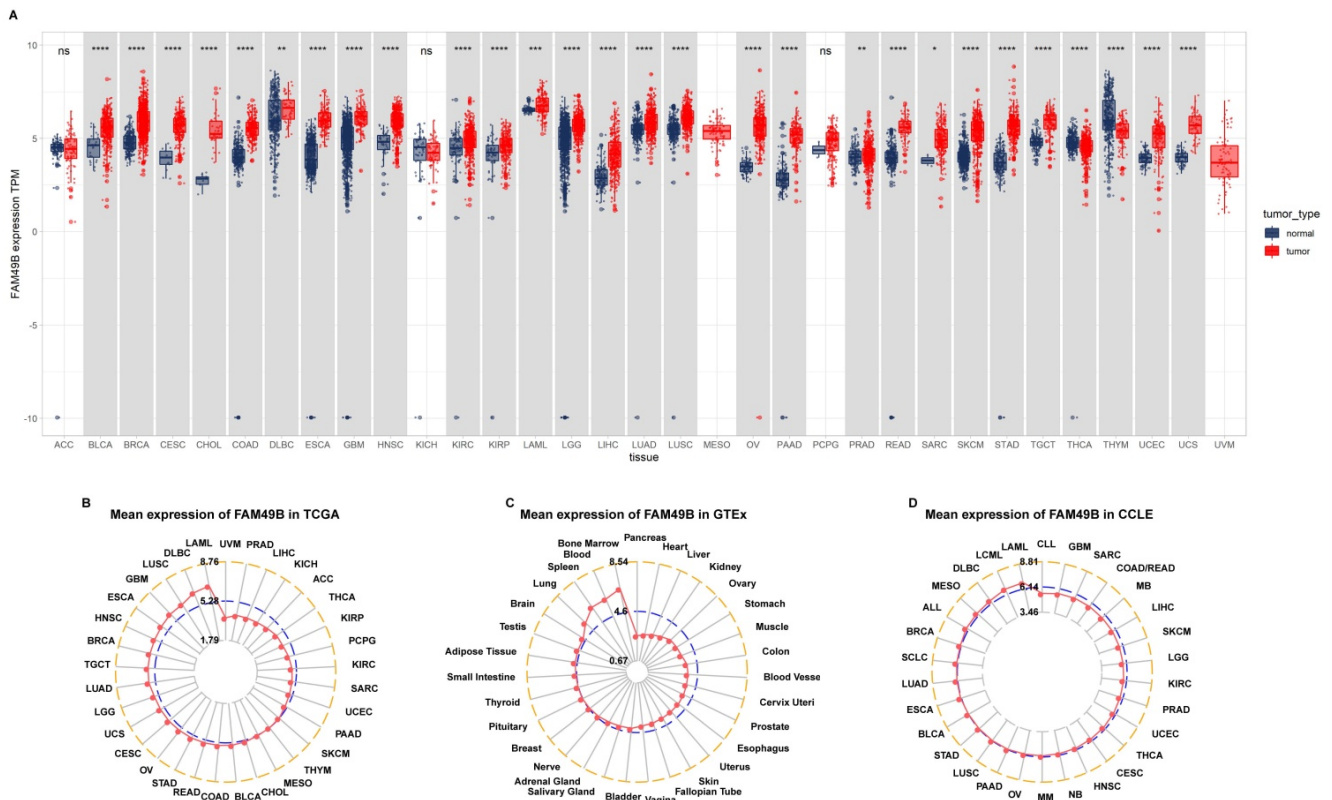 A
ns **** **** **** **** **** ** **** **** **** ns **** **** *** **** **** **** **** **** **** ns ** **** * **** **** **** **** **** **** ****
FAM49B expression TPM
10
5
0
-5
-10
ACC BLCA BRCA CESC CHOL COAD DLBC ESCA GBM HNSC KICH KIRC KIRP LAML LGG LIHC LUAD LUSC MESO OV PAAD PCPG PRAD READ SARC SKCM STAD TGCT THCA THYM UCEC UCS UVM
tissue
tumor_type
normal
tumor
B
Mean expression of FAM49B in TCGA
8.76
5.28
1.79
UVM
PRAD
LIHC
KICH
ACC
THCA
KIRP
PCPG
KIRC
SARC
UCEC
PAAD
SKCM
THYM
MESO
CHOL
BLCA
COAD
READ
STAD
OV
CESC
UCS
LGG
LUAD
TGCT
BRCA
HNSC
ESCA
GBM
LUSC
DLBC
LAML
C
Mean expression of FAM49B in GTEx
8.54
4.6
0.67
Pancreas
Heart
Liver
Kidney
Ovary
Stomach
Muscle
Colon
Blood Vesse
Cervix Uteri
Prostate
Esophagus
Uterus
Skin
Fallopian Tube
Vagina
Bladder
Salivary Gland
Adrenal Gland
Nerve
Breast
Pituitary
Thyroid
Small Intestine
Adipose Tissue
Testis
Brain
Lung
Spleen
Blood
Bone Marrow
D
Mean expression of FAM49B in CCLE
8.81
6.14
3.46
CLL
GBM
SARC
COAD/READ
MB
LIHC
SKCM
LGG
KIRC
PRAD
UCEC
THCA
CESC
HNSC
NB
MM
OV
PAAD
LUSC
STAD
BLCA
ESCA
LUAD
SCLC
BRCA
ALL
MESO
DLBC
LCML
LAML